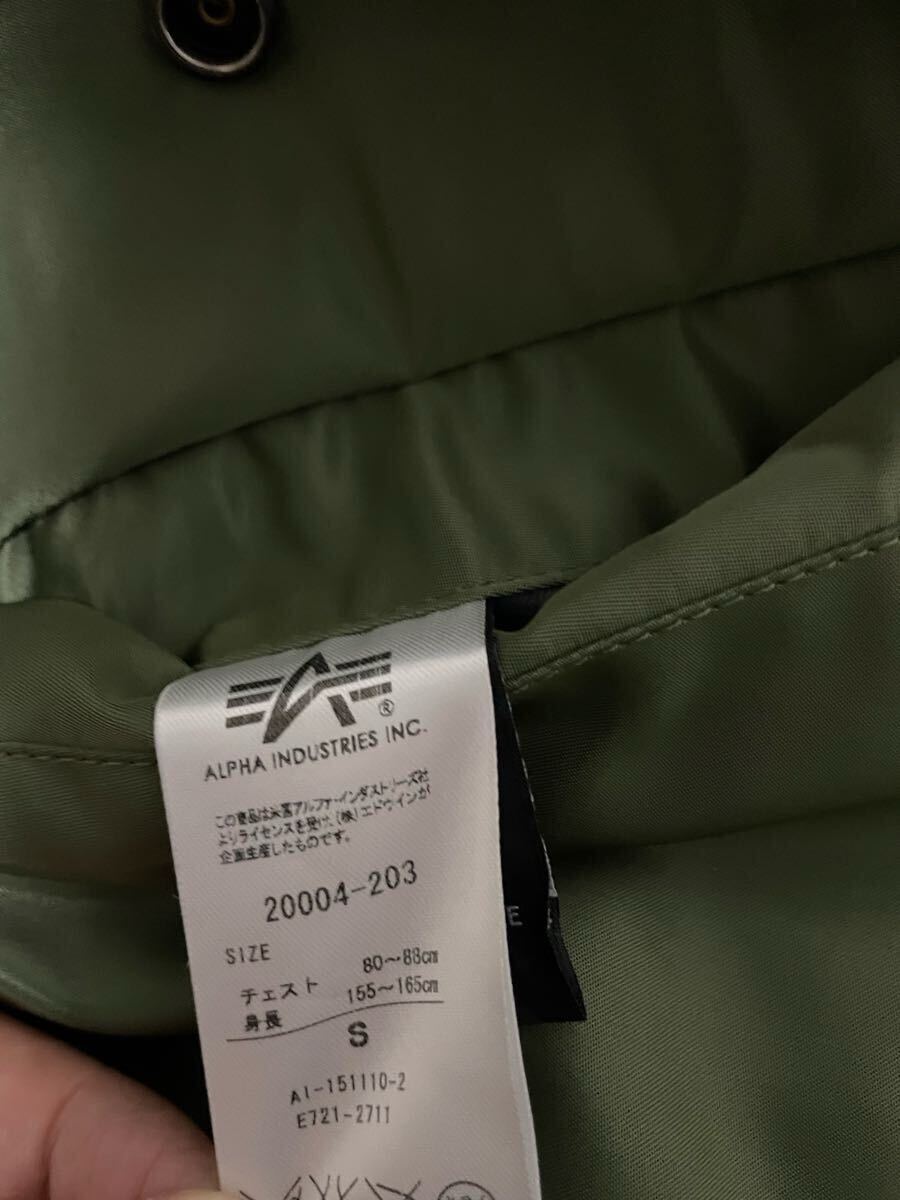 ®
ALPHA INDUSTRIES INC.
この商品は米国アルファ・インダストリーズ社
よりライセンスを受け、(株)エドウインが
企画生産したものです。
20004-203
SIZE
チェスト 80～88cm
身長 155～165cm
S
AI-151110-2
E721-2711
E